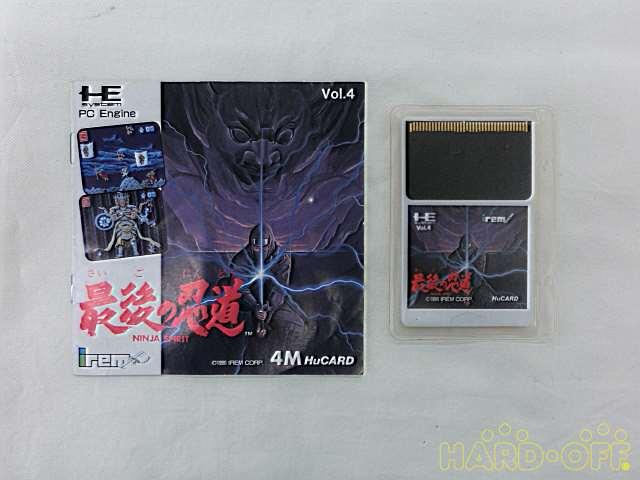 HE
system
PC Engine
Vol.4
さいご にんどう
最後の忍道
NINJA SPIRIT
TM
irem
©1990 IREM CORP.
4M HuCARD
HE
Vol.4
irem
最後の忍道
©1990 IREM CORP.
HuCARD
HARD-OFF